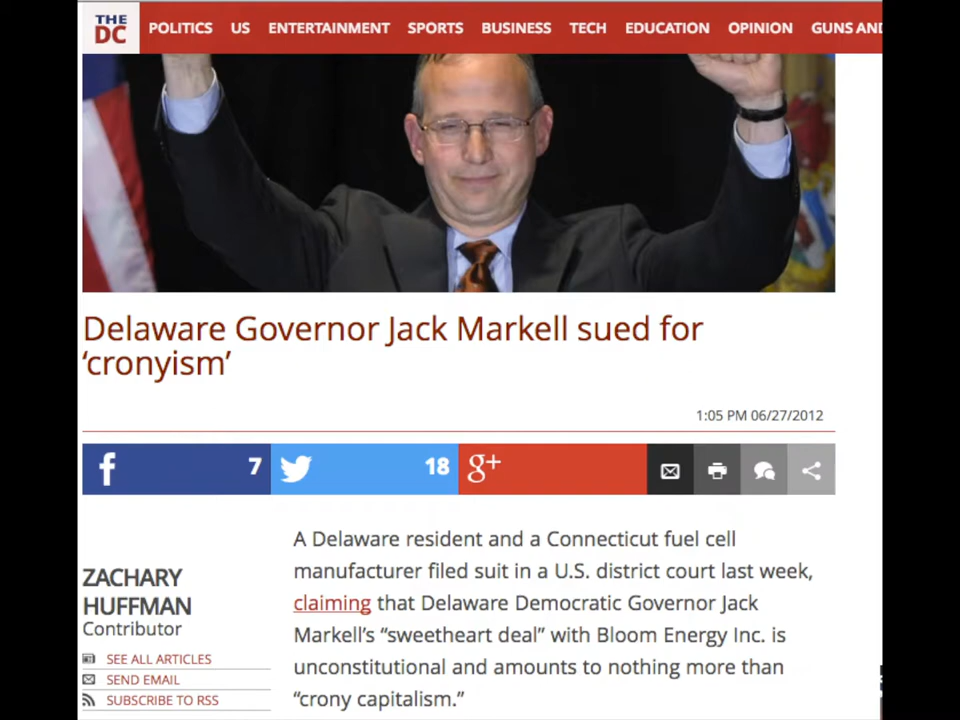 THE
DC
POLITICS US ENTERTAINMENT SPORTS BUSINESS TECH EDUCATION OPINION GUNS AND
Delaware Governor Jack Markell sued for
‘cronyism’
1:05 PM 06/27/2012
f 7 18 g+
ZACHARY
HUFFMAN
Contributor
SEE ALL ARTICLES
SEND EMAIL
SUBSCRIBE TO RSS
A Delaware resident and a Connecticut fuel cell
manufacturer filed suit in a U.S. district court last week,
claiming that Delaware Democratic Governor Jack
Markell’s “sweetheart deal” with Bloom Energy Inc. is
unconstitutional and amounts to nothing more than
“crony capitalism.”